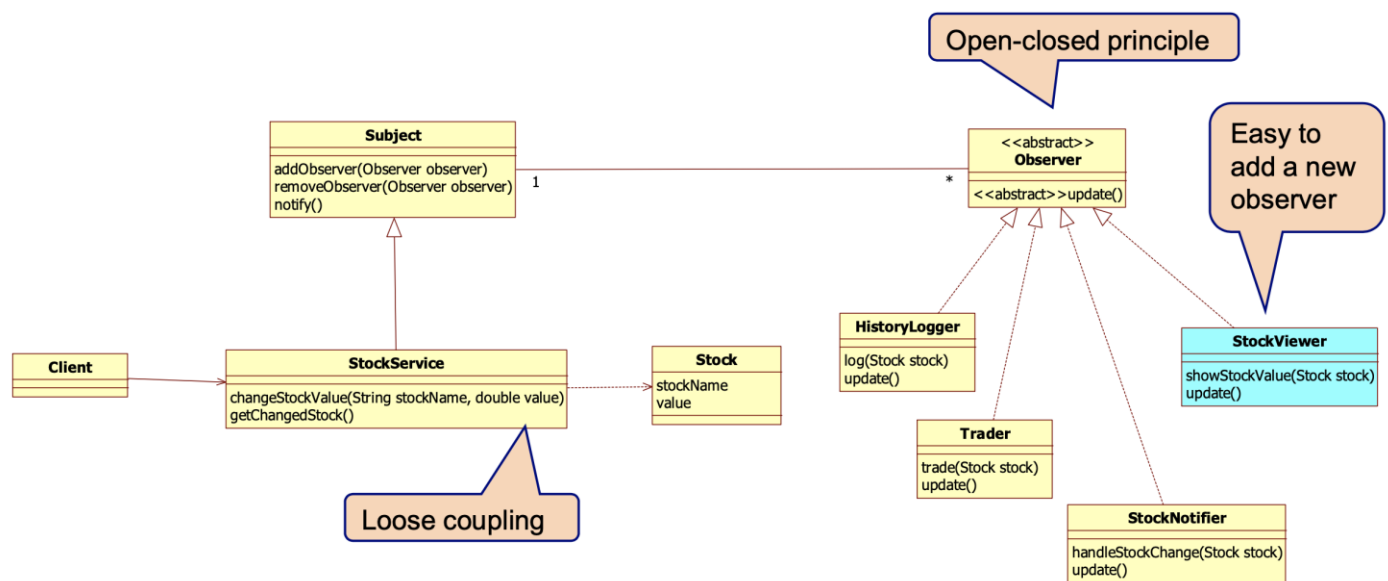 Open-closed principle
Subject
addObserver(Observer observer)
removeObserver(Observer observer)
notify()
1
*
<<abstract>>
Observer
<<abstract>>update()
Easy to
add a new
observer
HistoryLogger
log(Stock stock)
update()
StockViewer
showStockValue(Stock stock)
update()
Client
StockService
changeStockValue(String stockName, double value)
getChangedStock()
Stock
stockName
value
Trader
trade(Stock stock)
update()
Loose coupling
StockNotifier
handleStockChange(Stock stock)
update()